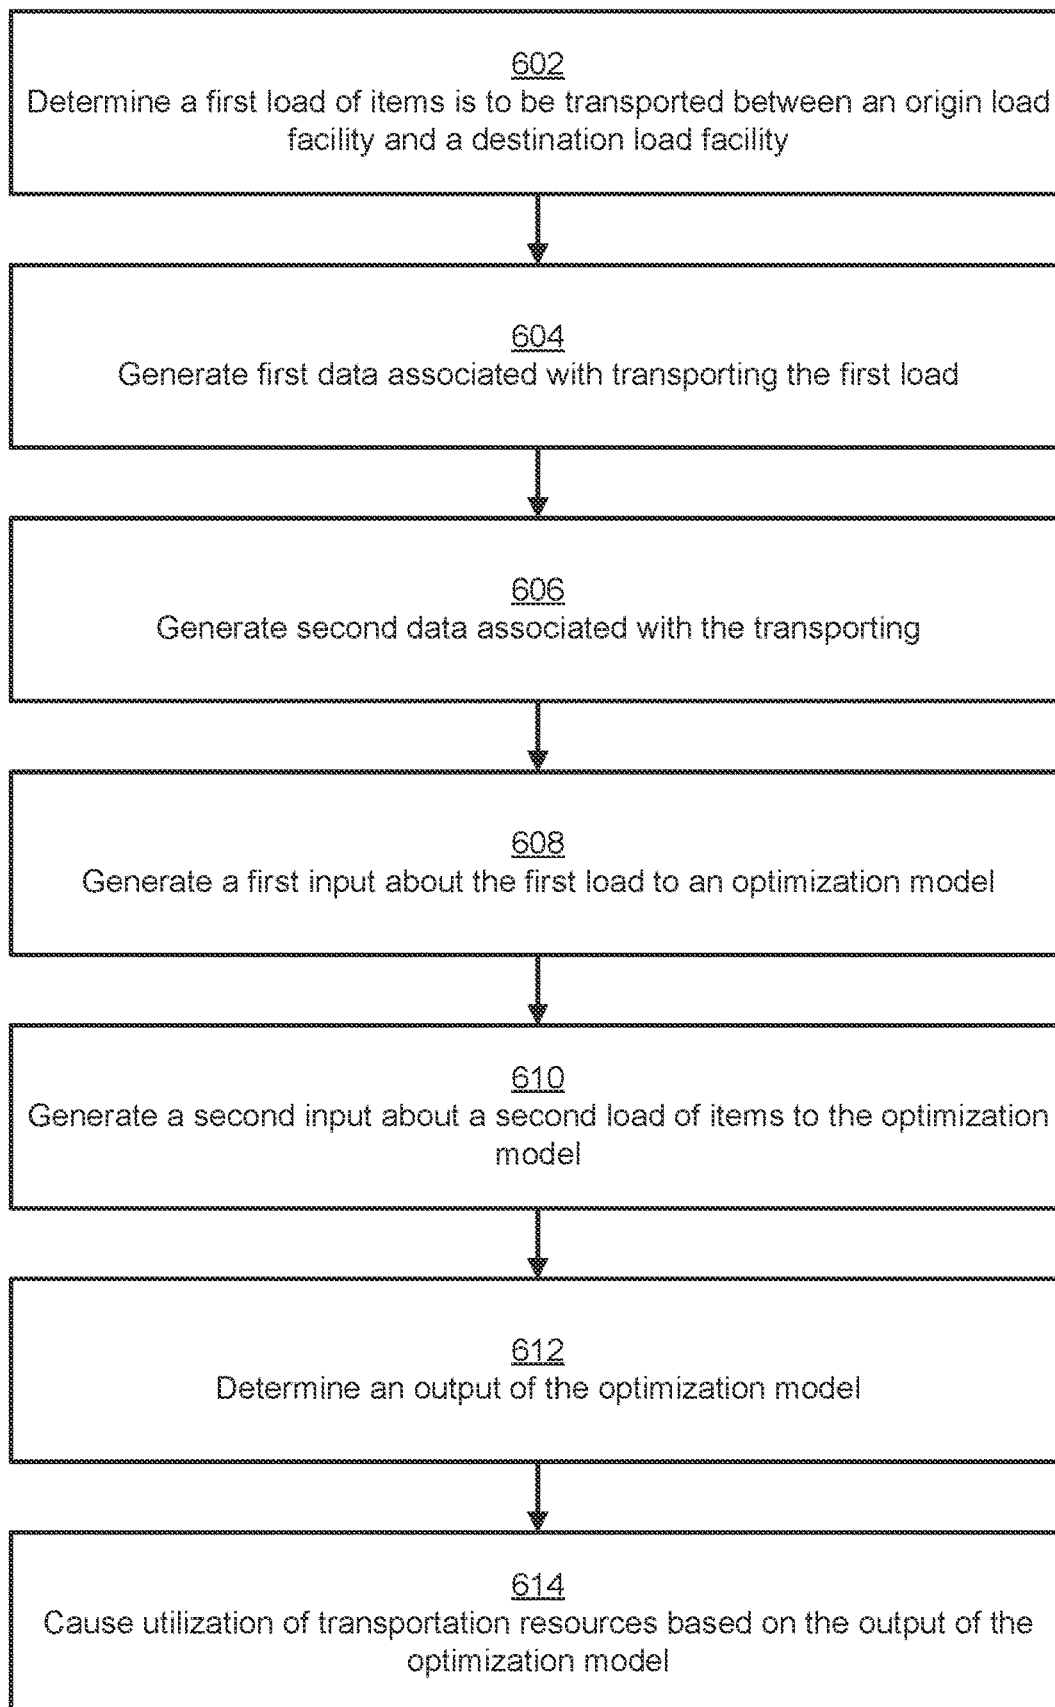 602
Determine a first load of items is to be transported between an origin load
facility and a destination load facility
604
Generate first data associated with transporting the first load
606
Generate second data associated with the transporting
608
Generate a first input about the first load to an optimization model
610
Generate a second input about a second load of items to the optimization
model
612
Determine an output of the optimization model
614
Cause utilization of transportation resources based on the output of the
optimization model